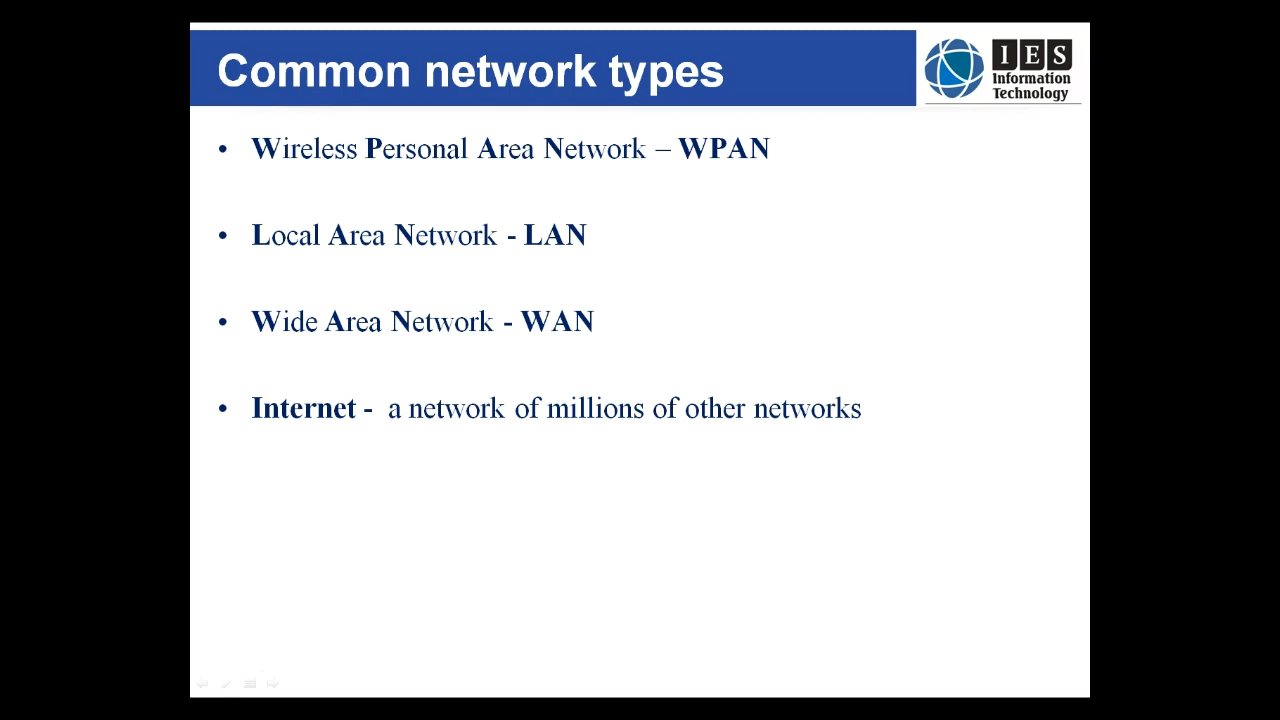 Common network types
IES
Information
Technology
• Wireless Personal Area Network – WPAN
• Local Area Network - LAN
• Wide Area Network - WAN
• Internet - a network of millions of other networks